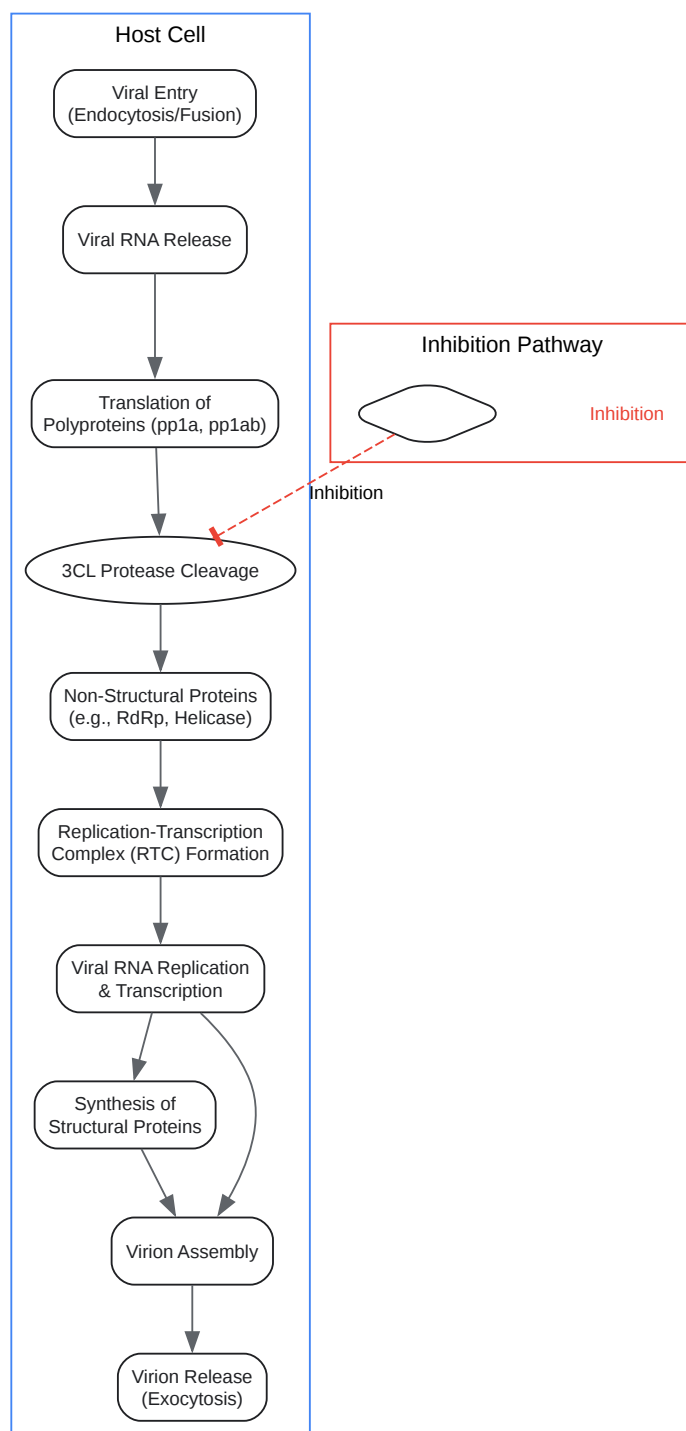 Host Cell
Viral Entry
(Endocytosis/Fusion)
Viral RNA Release
Translation of
Polyproteins (pp1a, pp1ab)
Inhibition Pathway
Inhibition
Inhibition
3CL Protease Cleavage
Non-Structural Proteins
(e.g., RdRp, Helicase)
Replication-Transcription
Complex (RTC) Formation
Viral RNA Replication
& Transcription
Synthesis of
Structural Proteins
Virion Assembly
Virion Release
(Exocytosis)